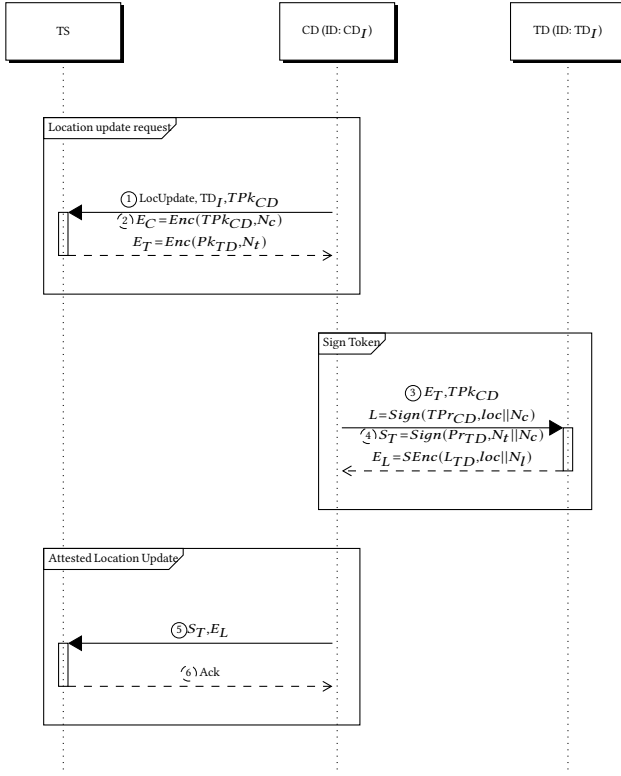 TS
CD (ID: CD_I)
TD (ID: TD_I)
Location update request
① LocUpdate, TD_I,TPk_CD
② E_C=Enc(TPk_CD,N_c)
E_T=Enc(Pk_TD,N_t)
Sign Token
③ E_T,TPk_CD
L=Sign(TPr_CD,loc||N_c)
④ S_T=Sign(Pr_TD,N_t||N_c)
E_L=SEnc(L_TD,loc||N_l)
Attested Location Update
⑤ S_T,E_L
⑥ Ack